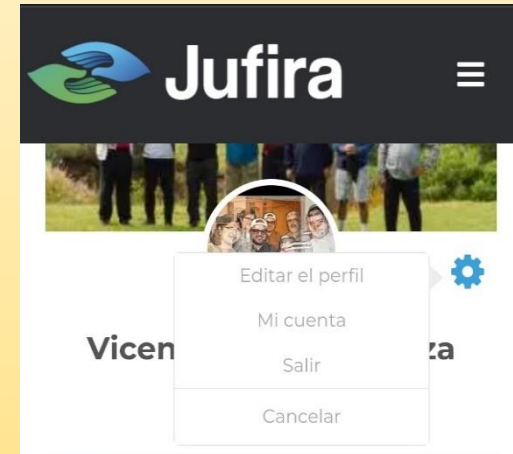 Jufira
Editar el perfil
Mi cuenta
Vicen za
Salir
Cancelar